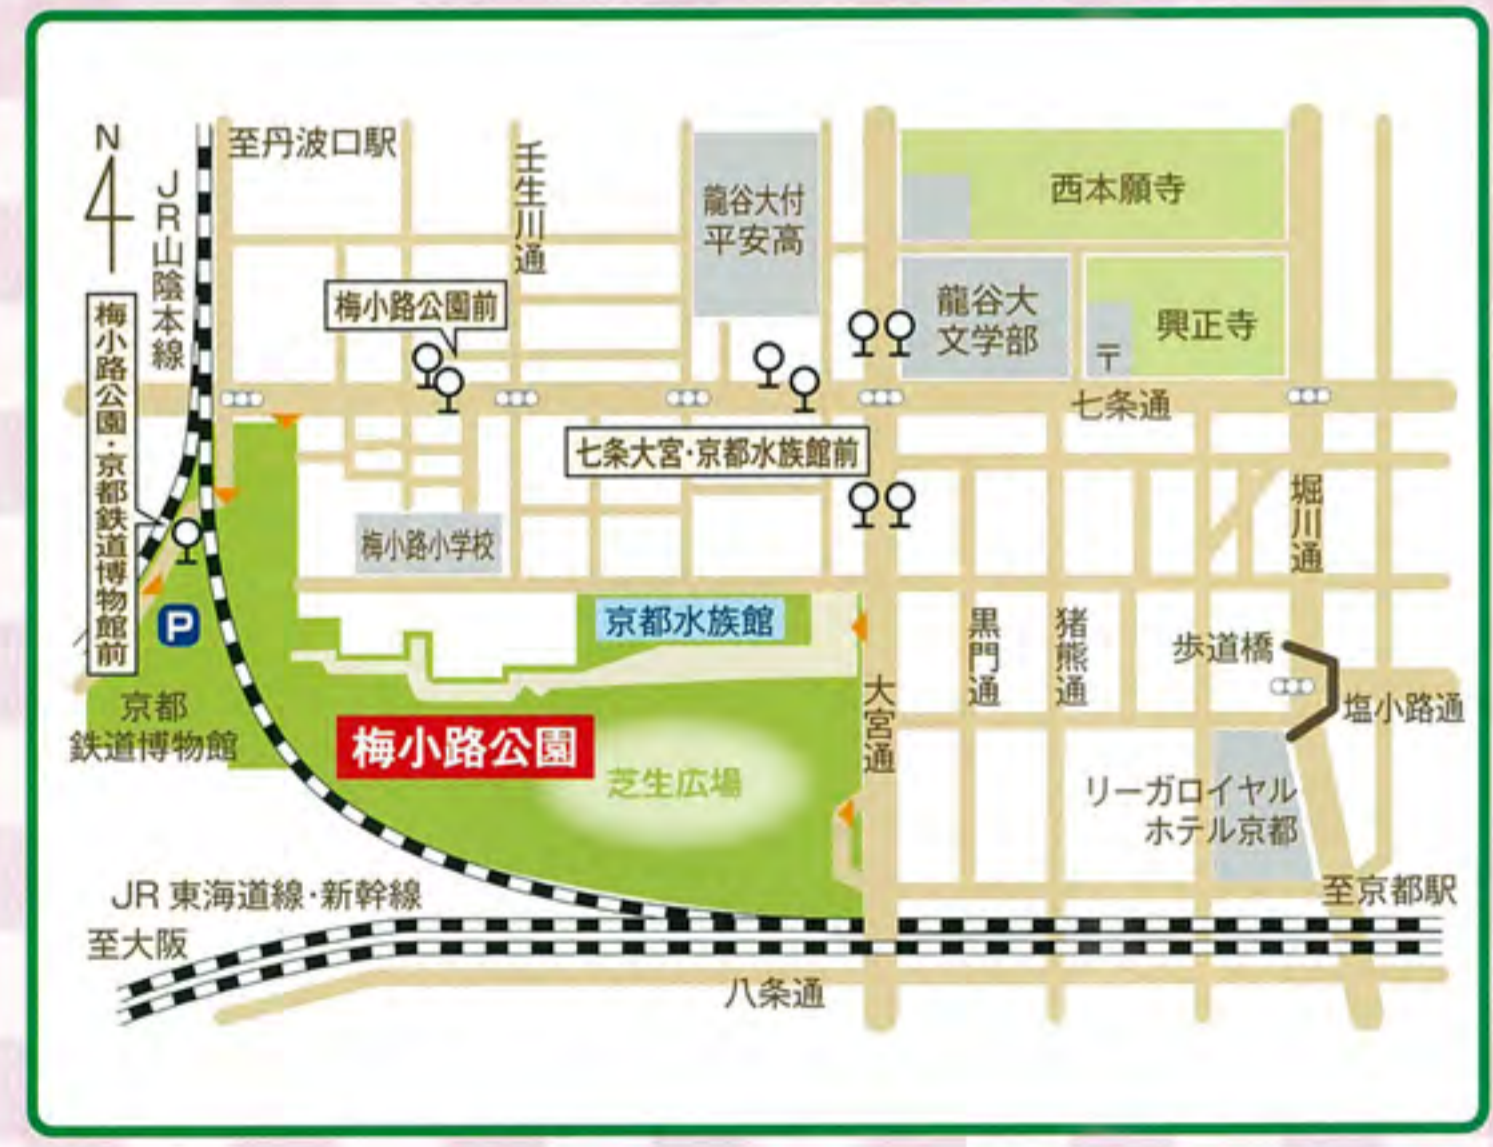 N
JR山陰本線
至丹波口駅
壬生川通
龍谷大付
平安高
西本願寺
梅小路公園前
龍谷大
文学部
〒
興正寺
七条通
梅小路公園・京都鉄道博物館前
七条大宮・京都水族館前
堀川通
梅小路小学校
P
京都水族館
黒門通
猪熊通
歩道橋
塩小路通
大宮通
京都
鉄道博物館
梅小路公園
芝生広場
リーガロイヤル
ホテル京都
JR 東海道線・新幹線
至京都駅
至大阪
八条通